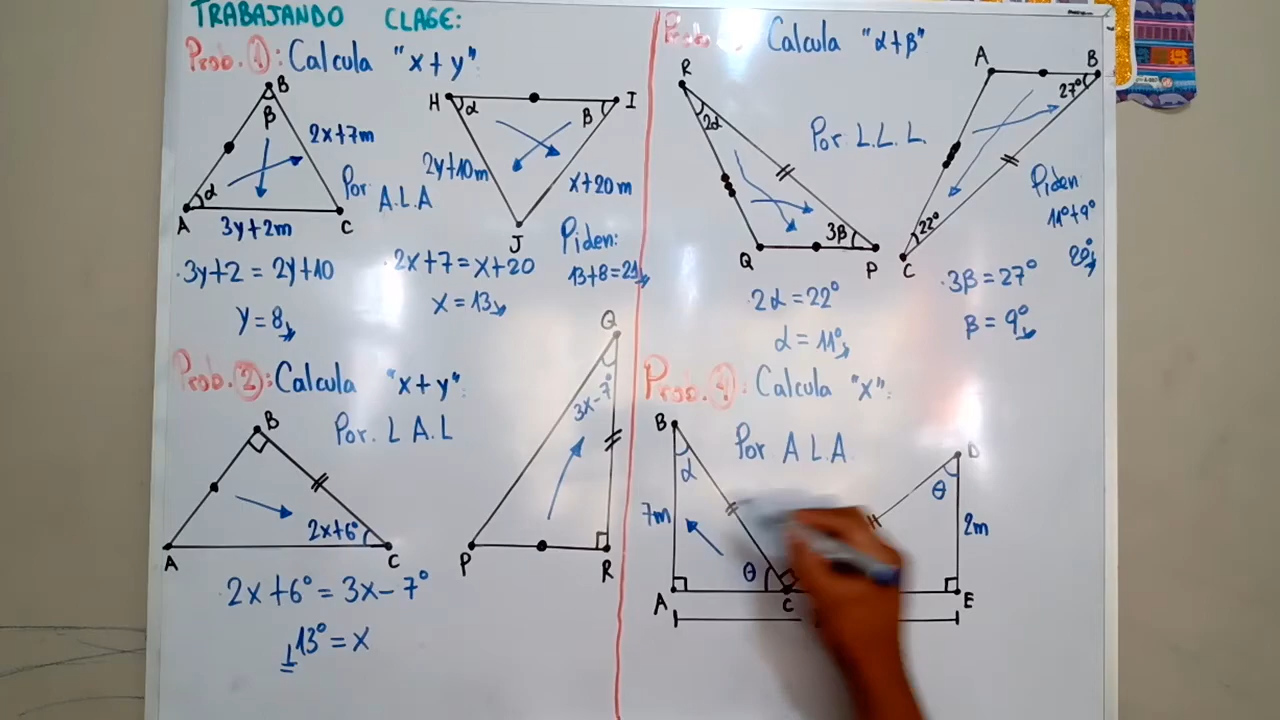 TRABAJANDO CLASE:
Prob. 1: Calcula "x+y"
B
β
2x+7m
α
A
3y+2m
C
Por
A.L.A
H
α
β
I
2y+10m
x+20m
J
3y+2 = 2y+10
y=8
2x+7=x+20
x=13
Piden:
13+8=21
Prob. 2: Calcula "x+y":
B
Por. L A L
2x+6°
A
C
Q
3x-7°
P
R
2x+6°=3x-7°
13°=x
Calcula "α+β"
R
2α
Por L.L.L.
3β
Q
P
A
B
27°
22°
C
Piden
11°+9°
20°
2α=22°
α=11°
3β=27°
β=9°
Prob. 4: Calcula "x":
B
α
Por A L.A
7m
θ
A
C
D
θ
2m
E